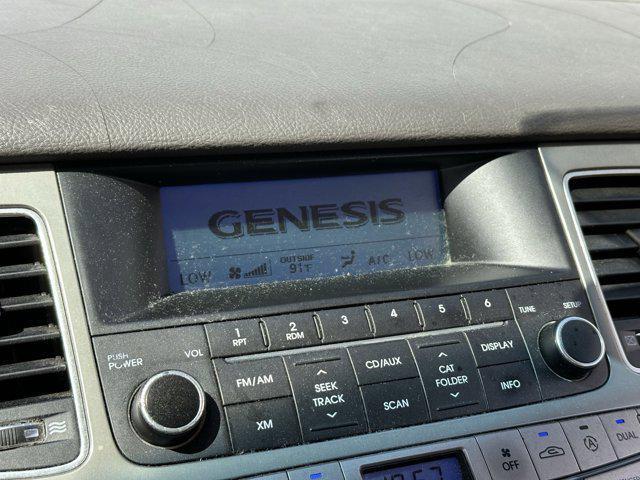 GENESIS
LOW OUTSIDE 91°F A/C LOW
1 RPT 2 RDM 3 4 5 6 TUNE SETUP
PUSH POWER VOL
FM/AM SEEK TRACK CD/AUX CAT FOLDER DISPLAY
XM SCAN INFO
OFF DUAL